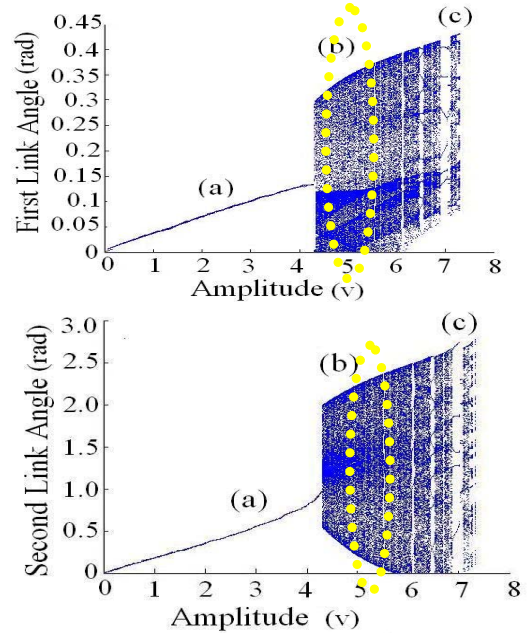 0.45
0.4
0.35
0.3
0.25
0.2
0.15
0.1
0.05
0
First Link Angle (rad)
(a)
(b)
(c)
0 1 2 3 4 5 6 7 8
Amplitude (v)
3.0
2.5
2.0
1.5
1.0
0.5
0
Second Link Angle (rad)
(a)
(b)
(c)
0 1 2 3 4 5 6 7 8
Amplitude (v)